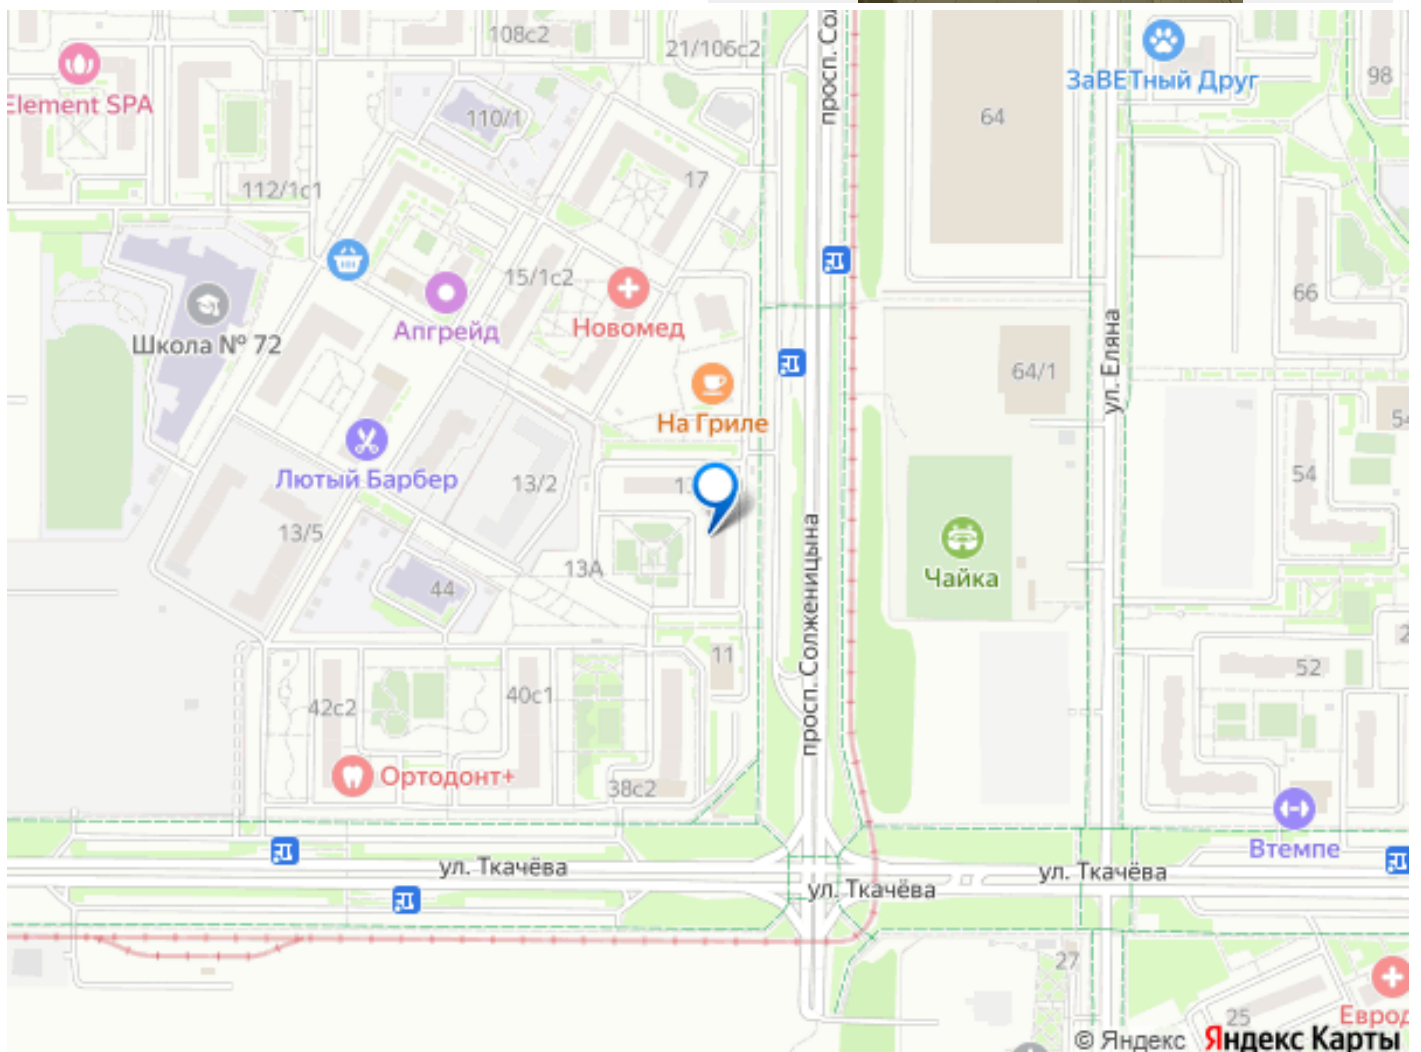 108с2
21/106с2
просп. Сол
ЗаВЕТный Друг
98
Element SPA
64
110/1
112/1с1
17
15/1с2
66
Новомед
Апгрейд
Школа № 72
ул. Еляна
64/1
На Гриле
54
Лютый Барбер
13/2
54
13/5
просп. Солженицына
13А
Чайка
44
11
52
40с1
42с2
Ортодонт+
38с2
Втемпе
ул. Ткачёва
ул. Ткачёва
ул. Ткачёва
27
25
Еврод
© Яндекс Яндекс Карты